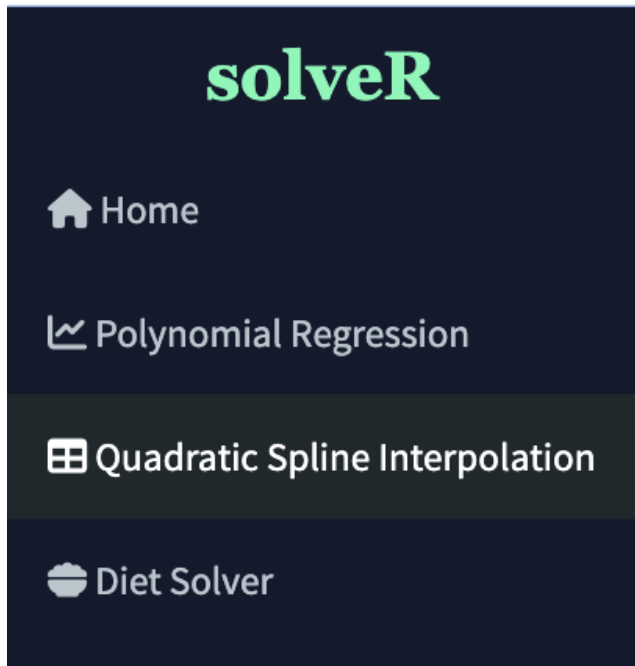 solveR
Home
Polynomial Regression
Quadratic Spline Interpolation
Diet Solver